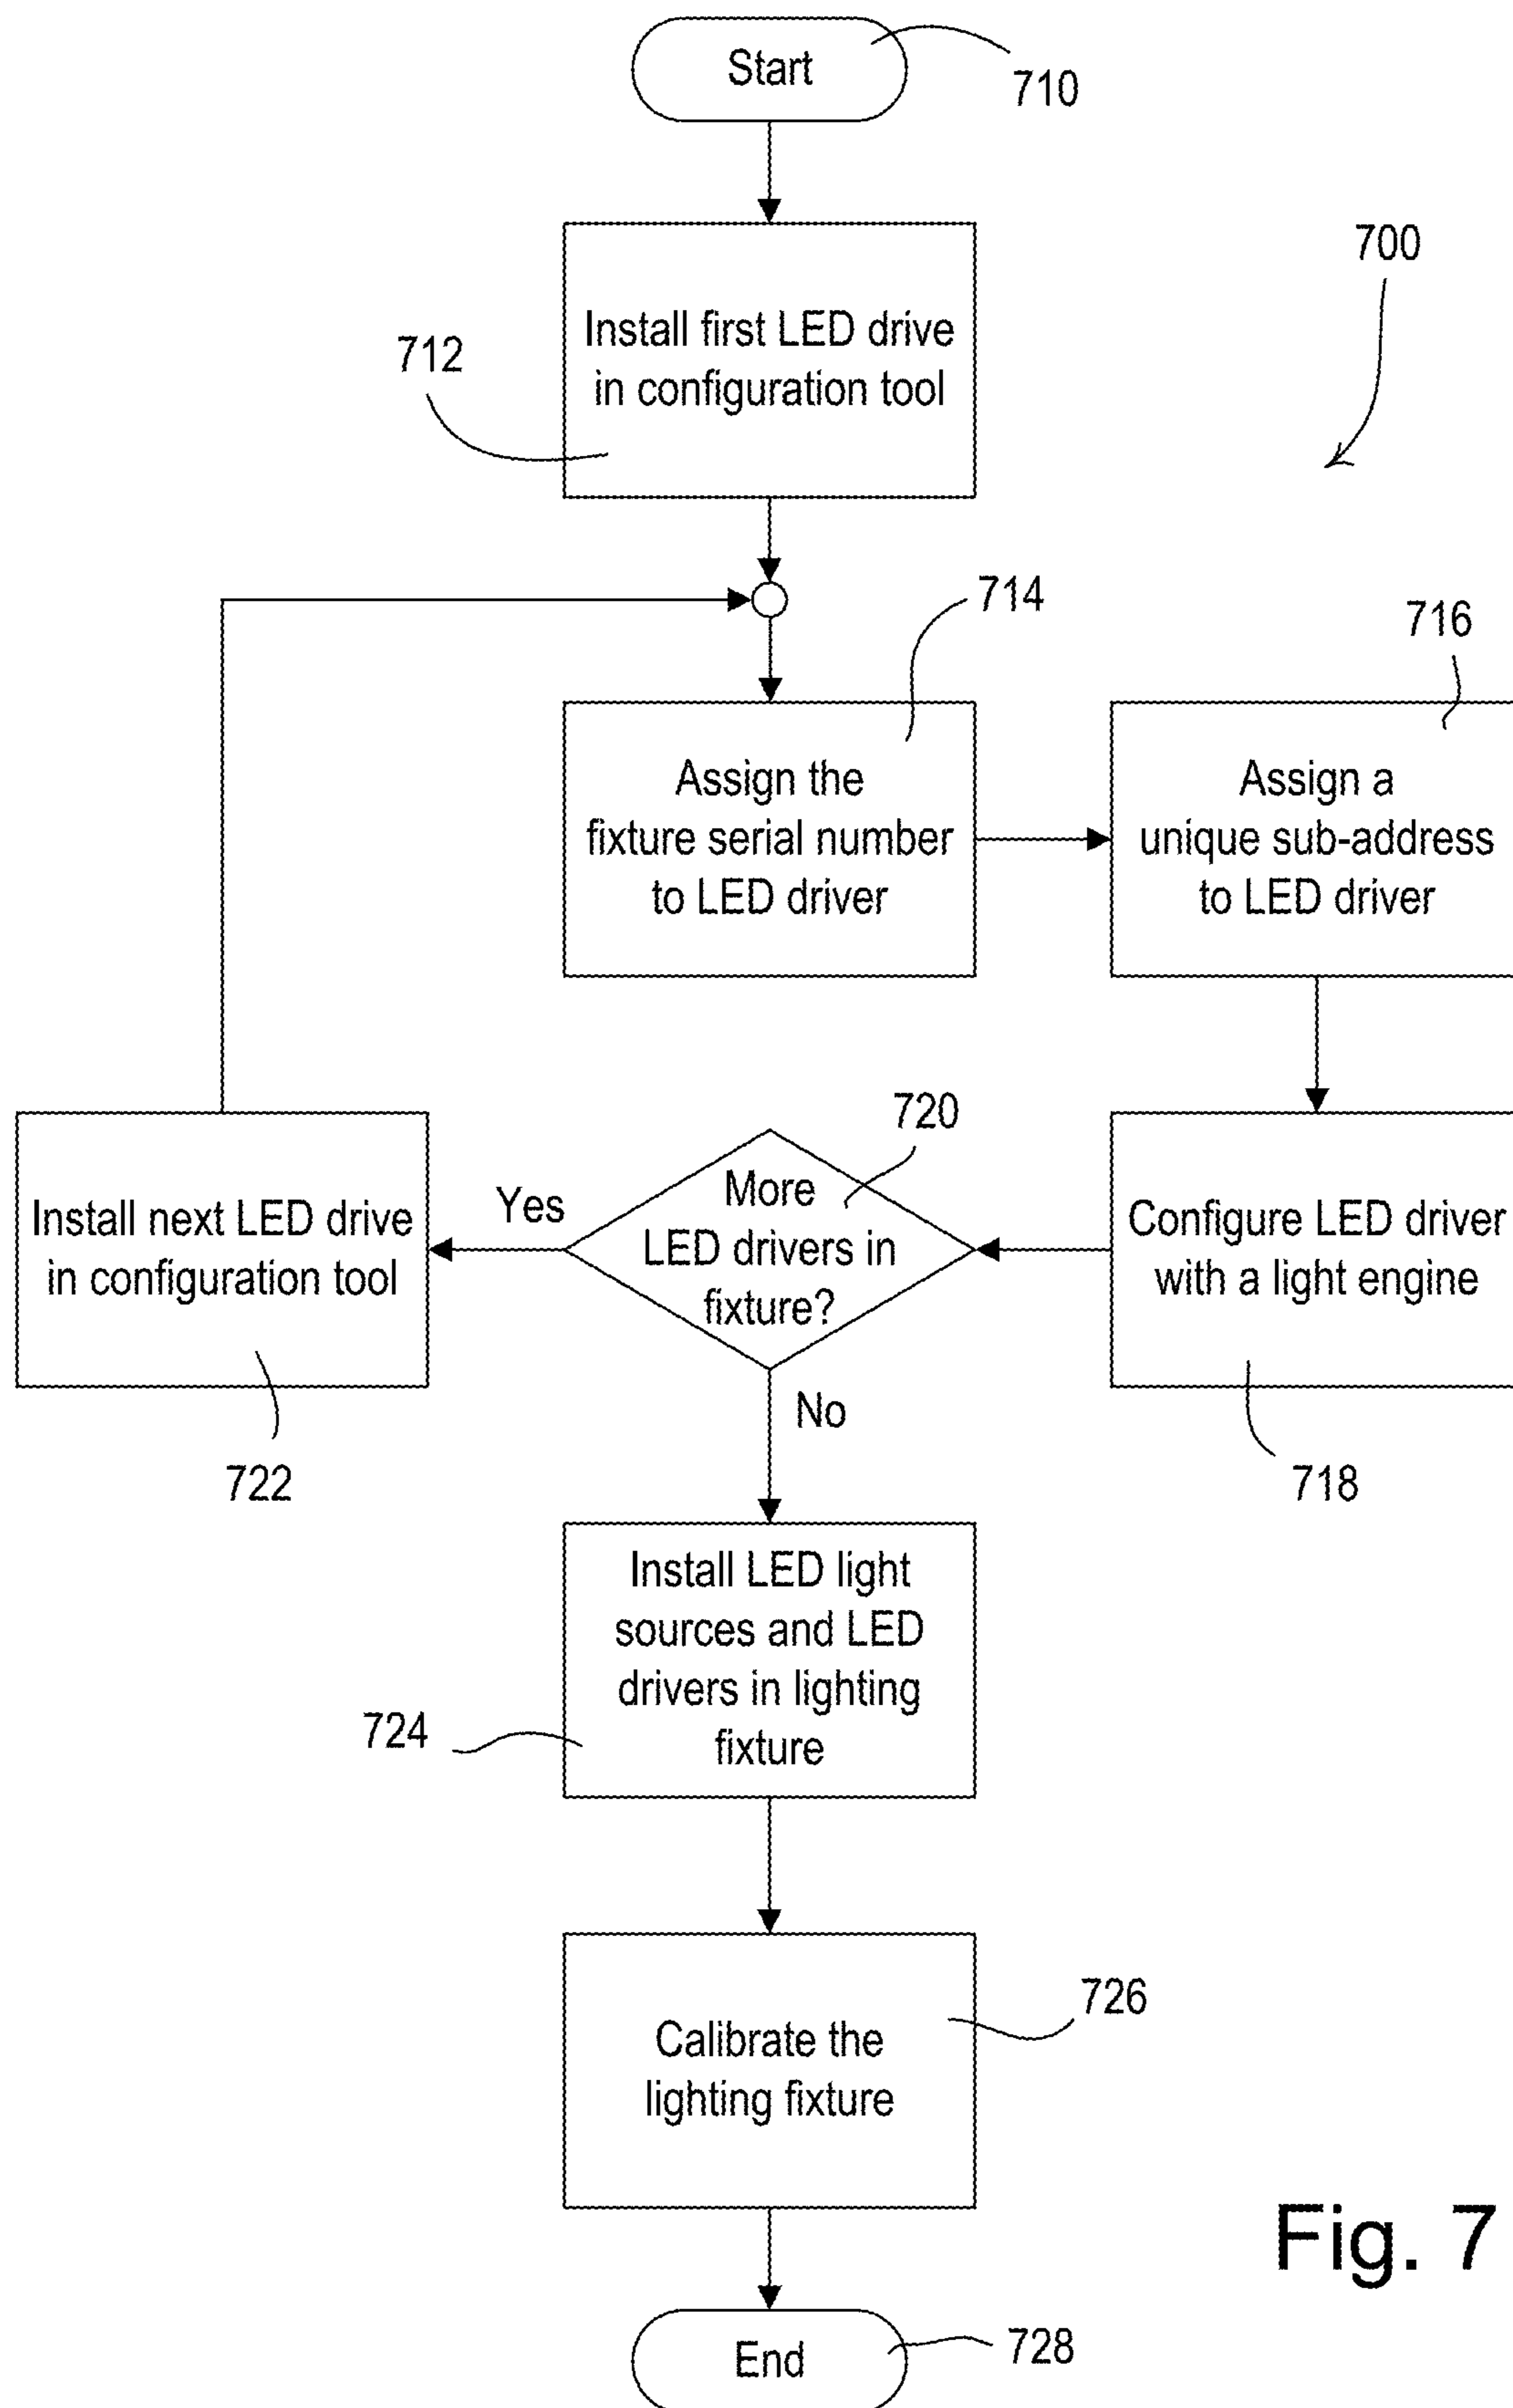 Start
710
700
Install first LED drive
in configuration tool
712
714
716
Assign the
fixture serial number
to LED driver
Assign a
unique sub-address
to LED driver
720
Install next LED drive
in configuration tool
722
Yes
More
LED drivers in
fixture?
Configure LED driver
with a light engine
718
No
Install LED light
sources and LED
drivers in lighting
fixture
724
726
Calibrate the
lighting fixture
Fig. 7
End
728